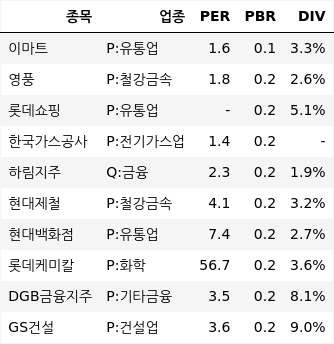 종목 업종 PER PBR DIV
이마트 P:유통업 1.6 0.1 3.3%
영풍 P:철강금속 1.8 0.2 2.6%
롯데쇼핑 P:유통업 - 0.2 5.1%
한국가스공사 P:전기가스업 1.4 0.2 -
하림지주 Q:금융 2.3 0.2 1.9%
현대제철 P:철강금속 4.1 0.2 3.2%
현대백화점 P:유통업 7.4 0.2 2.7%
롯데케미칼 P:화학 56.7 0.2 3.6%
DGB금융지주 P:기타금융 3.5 0.2 8.1%
GS건설 P:건설업 3.6 0.2 9.0%